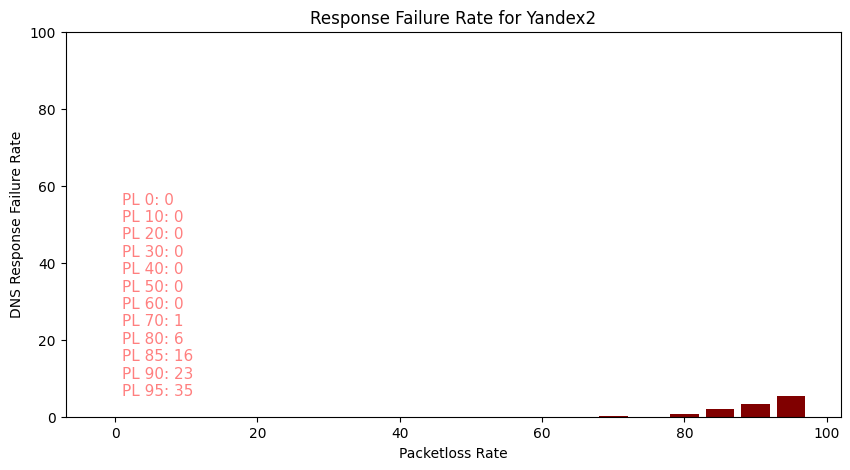 Response Failure Rate for Yandex2
DNS Response Failure Rate
100
80
60
40
20
0
PL 0: 0
PL 10: 0
PL 20: 0
PL 30: 0
PL 40: 0
PL 50: 0
PL 60: 0
PL 70: 1
PL 80: 6
PL 85: 16
PL 90: 23
PL 95: 35
0 20 40 60 80 100
Packetloss Rate